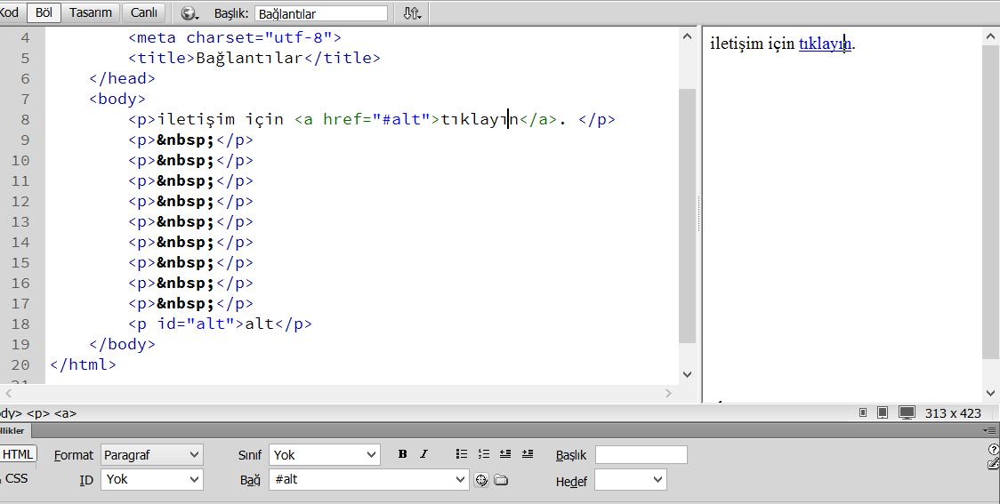 Kod Böl Tasarım Canlı Başlık: Bağlantılar
4 <meta charset="utf-8">
5 <title>Bağlantılar</title>
6 </head>
7 <body>
8 <p>iletişim için <a href="#alt">tıklayın</a>. </p>
9 <p>&nbsp;</p>
10 <p>&nbsp;</p>
11 <p>&nbsp;</p>
12 <p>&nbsp;</p>
13 <p>&nbsp;</p>
14 <p>&nbsp;</p>
15 <p>&nbsp;</p>
16 <p>&nbsp;</p>
17 <p>&nbsp;</p>
18 <p id="alt">alt</p>
19 </body>
20 </html>
21
iletişim için tıklayın.
dy> <p> <a> 313 x 423
llikler
HTML Format Paragraf Sınıf Yok B I Başlık
CSS ID Yok Bağ #alt Hedef